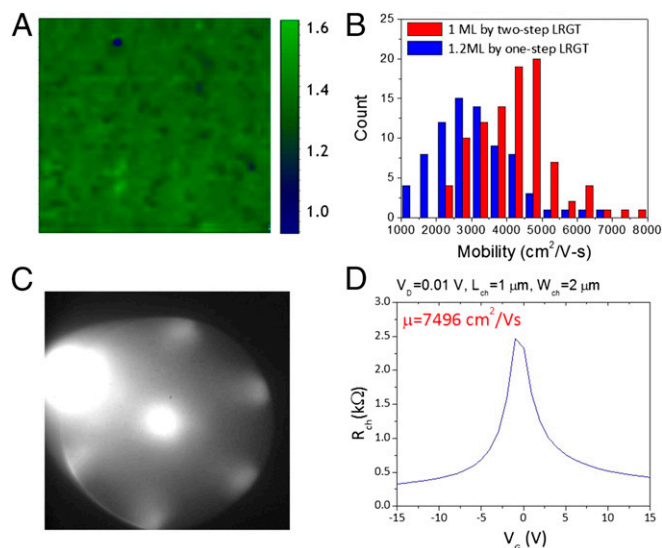 A
1.6
1.4
1.2
1.0
B
1 ML by two-step LRGT
1.2ML by one-step LRGT
Count
25
20
15
10
5
0
1000 2000 3000 4000 5000 6000 7000 8000
Mobility (cm²/V-s)
C
D
V_D=0.01 V, L_ch=1 μm, W_ch=2 μm
μ=7496 cm²/Vs
R_ch(kΩ)
3.0
2.5
2.0
1.5
1.0
0.5
0.0
-15 -10 -5 0 5 10 15
V_G (V)